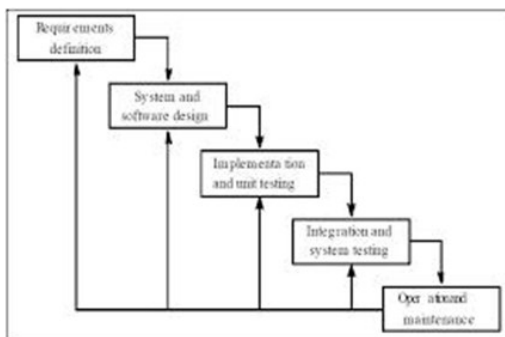 Requirements
definition
System and
software design
Implementa tion
and unit testing
Integration and
system testing
Oper ationand
maintenance